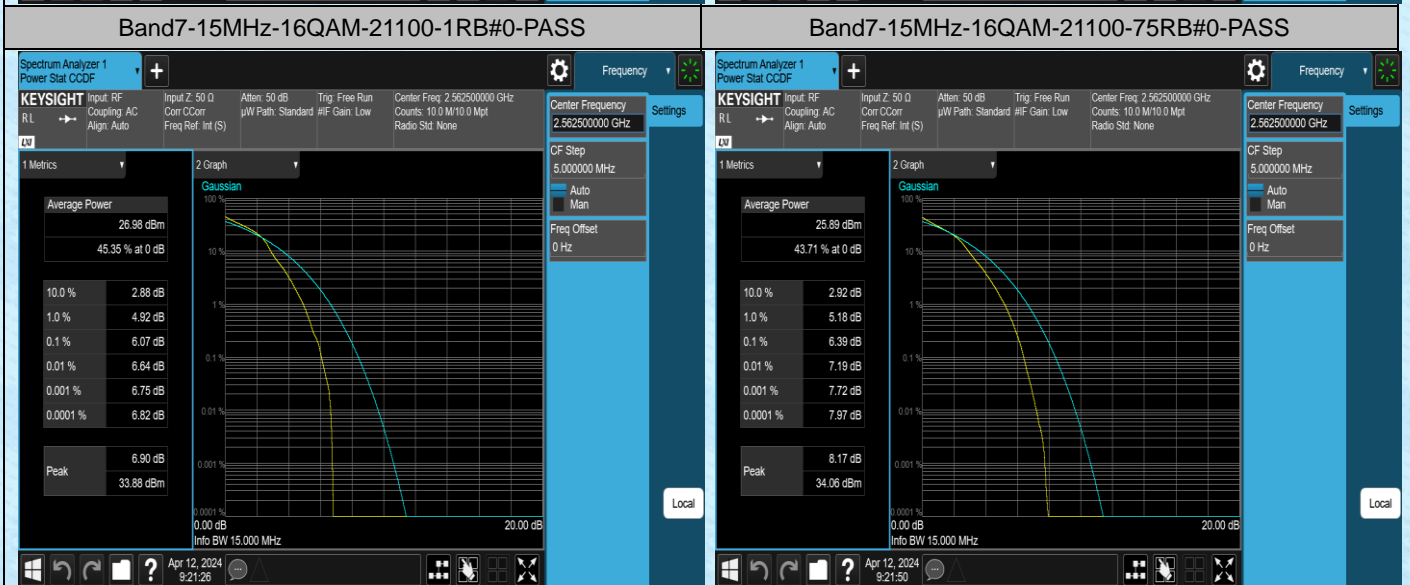 Band7-15MHz-16QAM-21100-1RB#0-PASS
Spectrum Analyzer 1
Power Stat CCDF
+
Frequency
KEYSIGHT
RL
LXI
Input: RF
Coupling: AC
Align: Auto
Input Z: 50 Ω
Corr CCorr
Freq Ref: Int (S)
Atten: 50 dB
µW Path: Standard
Trig: Free Run
#IF Gain: Low
Center Freq: 2.562500000 GHz
Counts: 10.0 M/10.0 Mpt
Radio Std: None
Center Frequency
2.562500000 GHz
Settings
CF Step
5.000000 MHz
Auto
Man
Freq Offset
0 Hz
Local
1 Metrics
Average Power
26.98 dBm
45.35 % at 0 dB
10.0 % 2.88 dB
1.0 % 4.92 dB
0.1 % 6.07 dB
0.01 % 6.64 dB
0.001 % 6.75 dB
0.0001 % 6.82 dB
Peak
6.90 dB
33.88 dBm
2 Graph
Gaussian
100 %
10 %
1 %
0.1 %
0.01 %
0.001 %
0.0001 %
0.00 dB 20.00 dB
Info BW 15.000 MHz
?
Apr 12, 2024
9:21:26
Band7-15MHz-16QAM-21100-75RB#0-PASS
Spectrum Analyzer 1
Power Stat CCDF
+
Frequency
KEYSIGHT
RL
LXI
Input: RF
Coupling: AC
Align: Auto
Input Z: 50 Ω
Corr CCorr
Freq Ref: Int (S)
Atten: 50 dB
µW Path: Standard
Trig: Free Run
#IF Gain: Low
Center Freq: 2.562500000 GHz
Counts: 10.0 M/10.0 Mpt
Radio Std: None
Center Frequency
2.562500000 GHz
Settings
CF Step
5.000000 MHz
Auto
Man
Freq Offset
0 Hz
Local
1 Metrics
Average Power
25.89 dBm
43.71 % at 0 dB
10.0 % 2.92 dB
1.0 % 5.18 dB
0.1 % 6.39 dB
0.01 % 7.19 dB
0.001 % 7.72 dB
0.0001 % 7.97 dB
Peak
8.17 dB
34.06 dBm
2 Graph
Gaussian
100 %
10 %
1 %
0.1 %
0.01 %
0.001 %
0.0001 %
0.00 dB 20.00 dB
Info BW 15.000 MHz
?
Apr 12, 2024
9:21:50